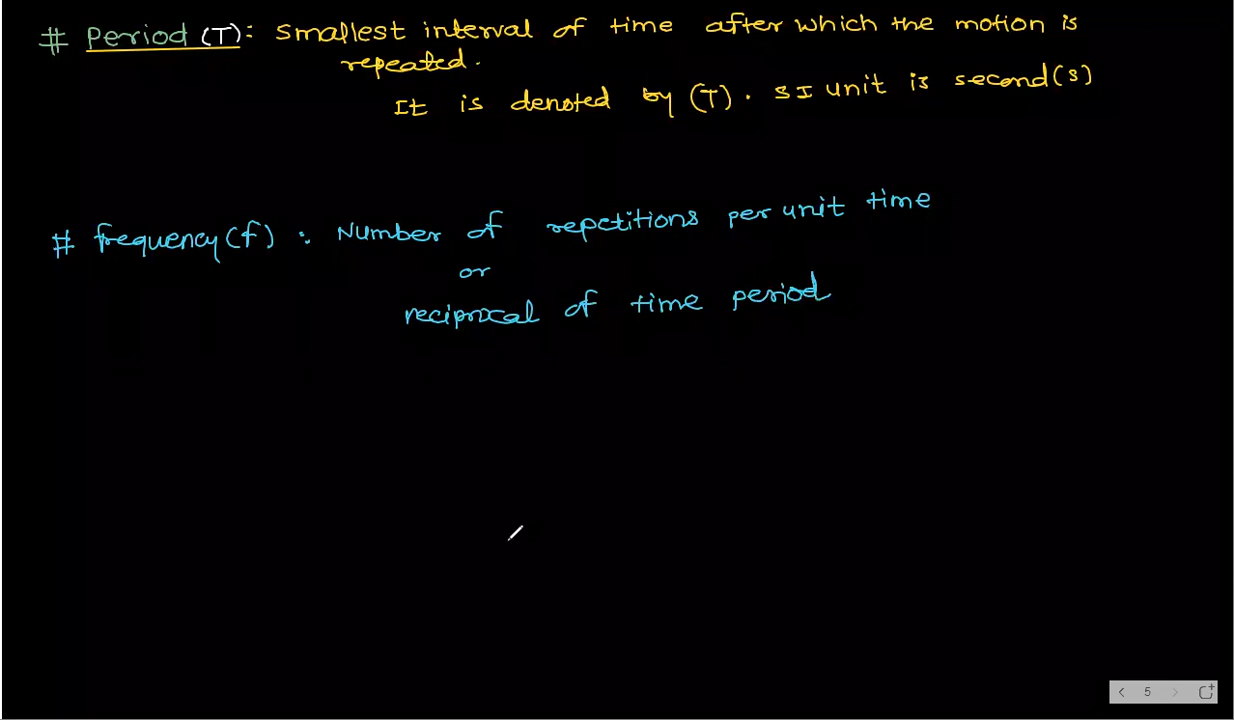 # Period (T): Smallest interval of time after which the motion is
repeated.
It is denoted by (T). SI unit is second(s)
# frequency(f) : Number of repetitions per unit time
or
reciprocal of time period
< 5 >